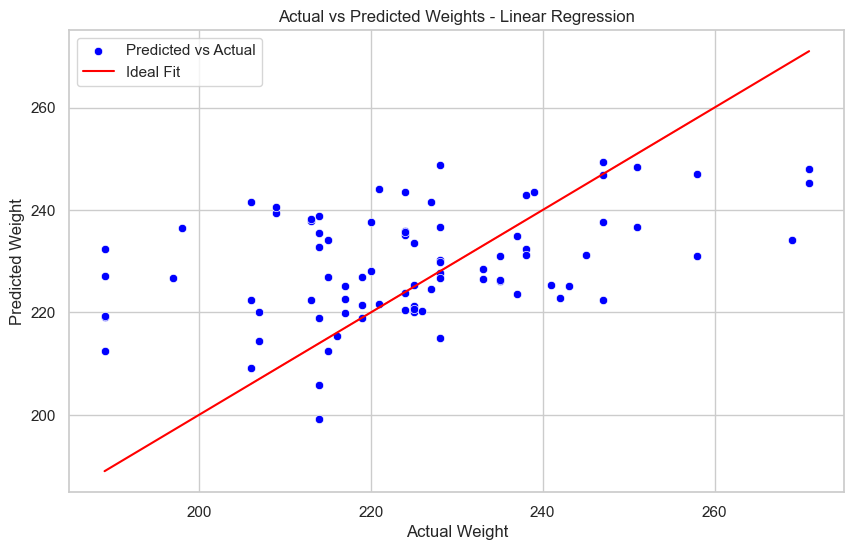 Actual vs Predicted Weights - Linear Regression
Predicted vs Actual
Ideal Fit
260
240
220
200
Predicted Weight
200 220 240 260
Actual Weight